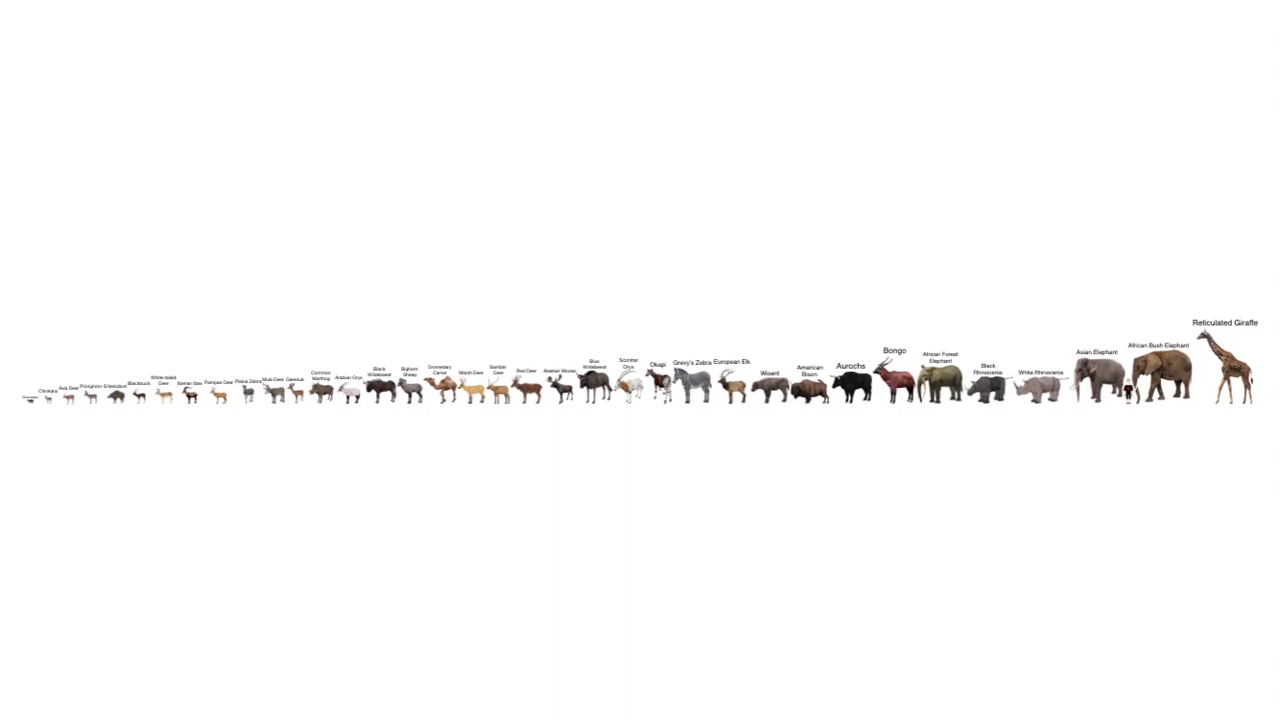 Chinkara
Axis Deer
Pronghorn
Entelodon
Blackbuck
White-tailed
Deer
Iberian Ibex
Pampas Deer
Plains Zebra
Mule Deer
Gerenuk
Common
Warthog
Arabian Oryx
Black
Wildebeest
Bighorn
Sheep
Dromedary
Camel
Marsh Deer
Sambar
Deer
Red Deer
Alaskan Moose
Blue
Wildebeest
Scimitar
Oryx
Okapi
Grevy's Zebra
European Elk
Wisent
American
Bison
Aurochs
Bongo
African Forest
Elephant
Black
Rhinoceros
White Rhinoceros
Asian Elephant
African Bush Elephant
Reticulated Giraffe